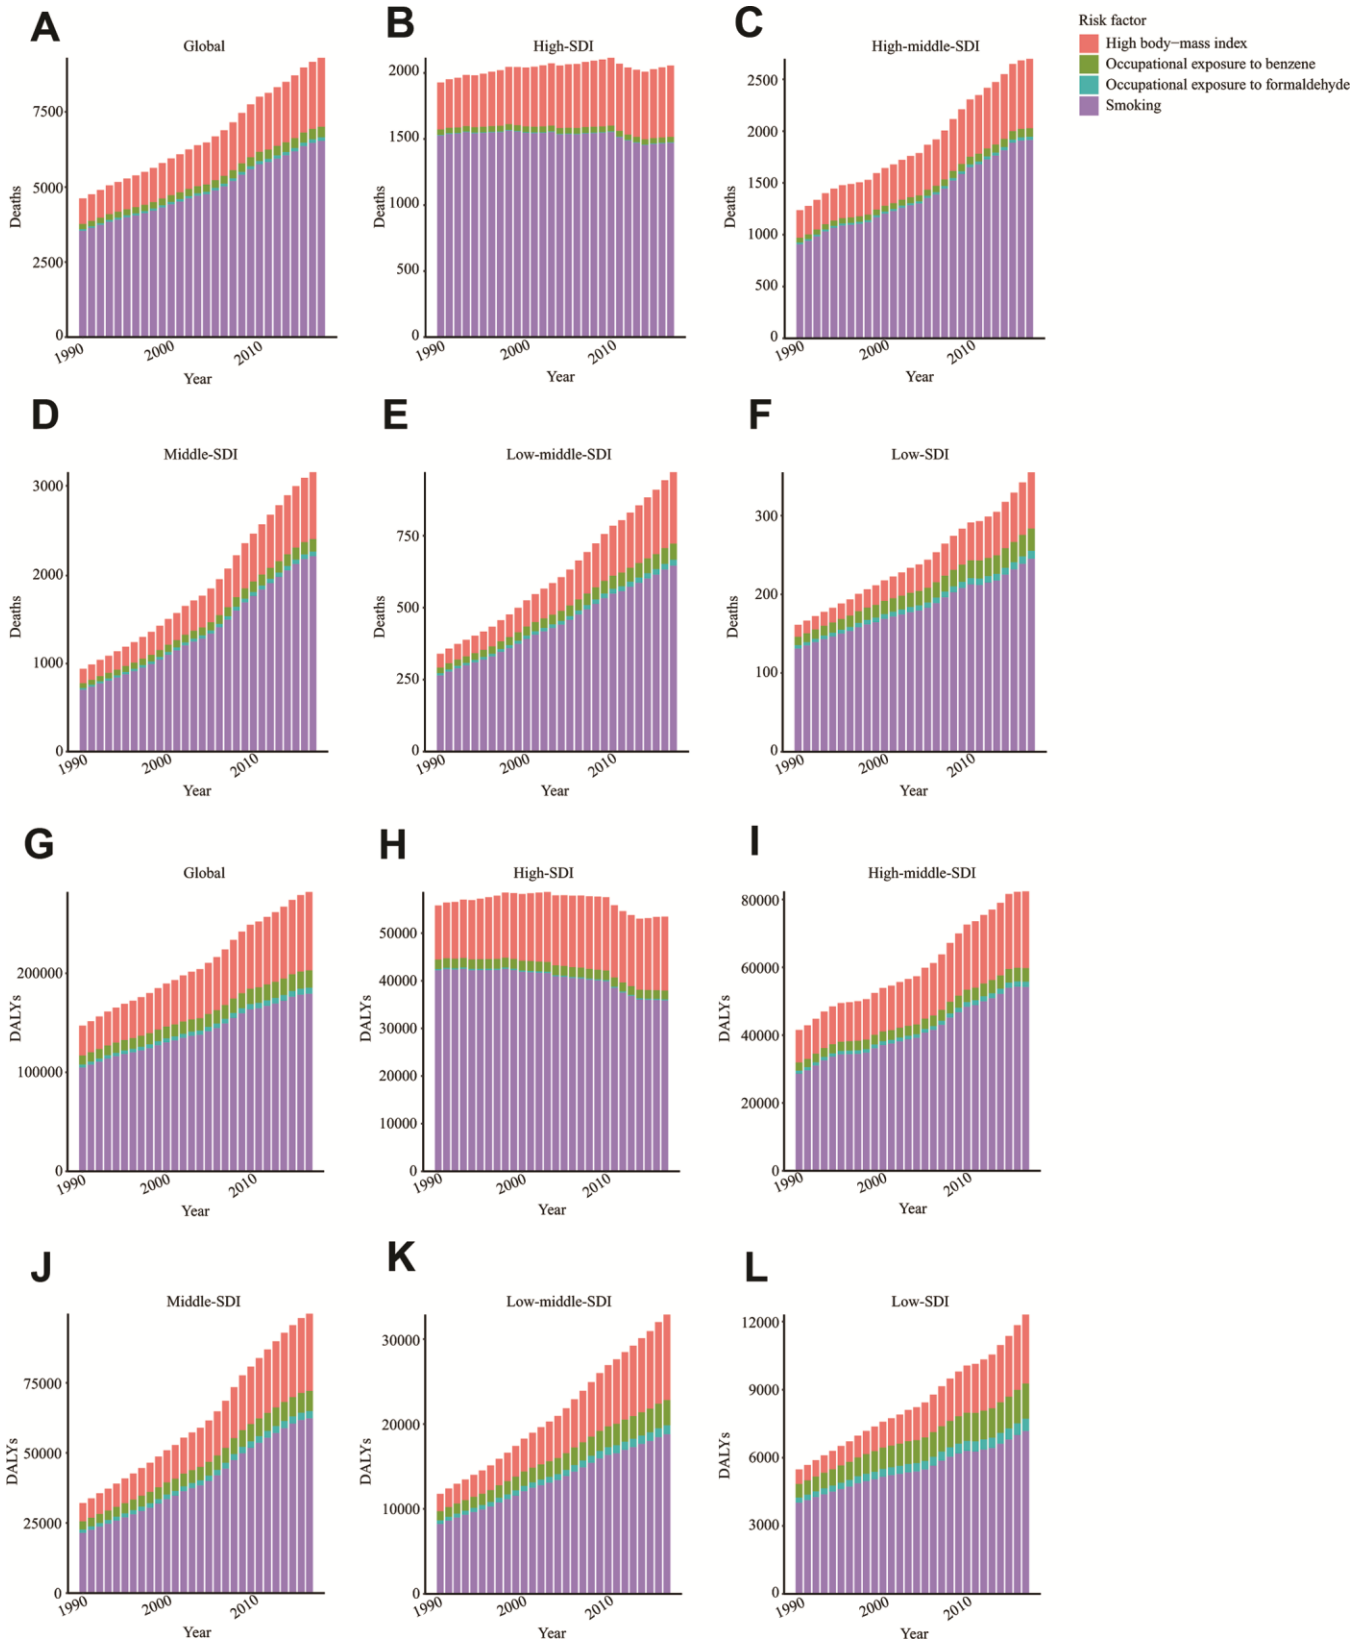 A
Global
Deaths
7500
5000
2500
0
1990
2000
2010
Year
B
High-SDI
Deaths
2000
1500
1000
500
0
1990
2000
2010
Year
C
High-middle-SDI
Deaths
2500
2000
1500
1000
500
0
1990
2000
2010
Year
Risk factor
High body−mass index
Occupational exposure to benzene
Occupational exposure to formaldehyde
Smoking
D
Middle-SDI
Deaths
3000
2000
1000
0
1990
2000
2010
Year
E
Low-middle-SDI
Deaths
750
500
250
0
1990
2000
2010
Year
F
Low-SDI
Deaths
300
200
100
0
1990
2000
2010
Year
G
Global
DALYs
200000
100000
0
1990
2000
2010
Year
H
High-SDI
DALYs
50000
40000
30000
20000
10000
0
1990
2000
2010
Year
I
High-middle-SDI
DALYs
80000
60000
40000
20000
0
1990
2000
2010
Year
J
Middle-SDI
DALYs
75000
50000
25000
0
1990
2000
2010
Year
K
Low-middle-SDI
DALYs
30000
20000
10000
0
1990
2000
2010
Year
L
Low-SDI
DALYs
12000
9000
6000
3000
0
1990
2000
2010
Year